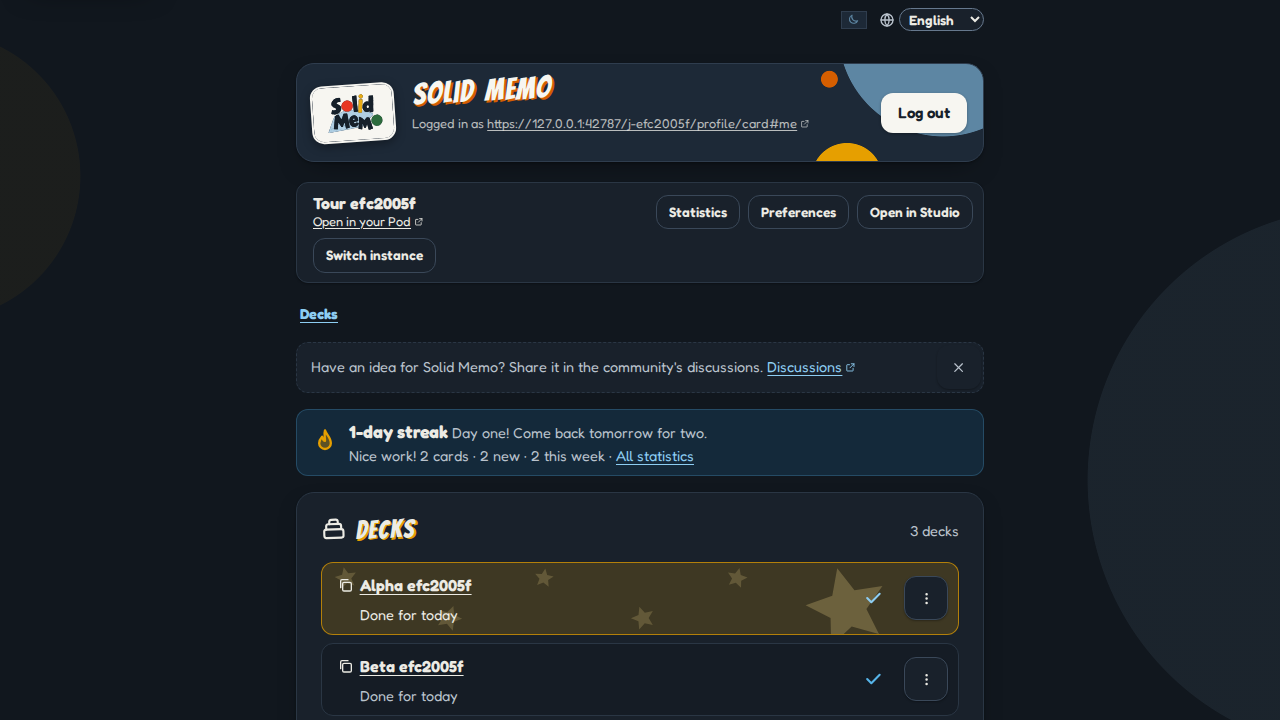 English
Solid Memo
SOLID MEMO
Logged in as https://127.0.0.1:42787/j-efc2005f/profile/card#me
Log out
Tour efc2005f
Open in your Pod
Statistics
Preferences
Open in Studio
Switch instance
Decks
Have an idea for Solid Memo? Share it in the community's discussions. Discussions
1-day streak Day one! Come back tomorrow for two.
Nice work! 2 cards · 2 new · 2 this week · All statistics
DECKS
3 decks
Alpha efc2005f
Done for today
Beta efc2005f
Done for today